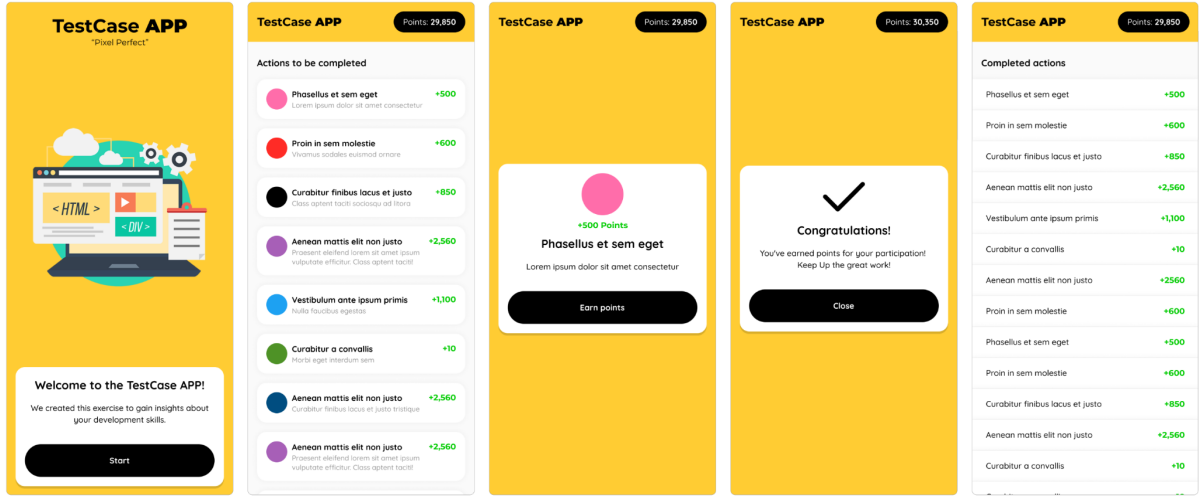 TestCase APP
"Pixel Perfect"
< HTML >
< DIV >
Welcome to the TestCase APP!
We created this exercise to gain insights about
your development skills.
Start
TestCase APP
Points: 29,850
Actions to be completed
Phasellus et sem eget +500
Lorem ipsum dolor sit amet consectetur
Proin in sem molestie +600
Vivamus sodales euismod ornare
Curabitur finibus lacus et justo +850
Class aptent taciti sociosqu ad litora
Aenean mattis elit non justo +2,560
Praesent eleifend lorem sit amet ipsum
vulputate efficitur. Class aptent taciti!
Vestibulum ante ipsum primis +1,100
Nulla faucibus egestas
Curabitur a convallis +10
Morbi eget interdum sem
Aenean mattis elit non justo +2,560
Curabitur finibus lacus et justo tristique
Aenean mattis elit non justo +2,560
Praesent eleifend lorem sit amet ipsum
vulputate efficitur. Class aptent taciti!
TestCase APP
Points: 29,850
+500 Points
Phasellus et sem eget
Lorem ipsum dolor sit amet consectetur
Earn points
TestCase APP
Points: 30,350
Congratulations!
You've earned points for your participation!
Keep Up the great work!
Close
TestCase APP
Points: 29,850
Completed actions
Phasellus et sem eget +500
Proin in sem molestie +600
Curabitur finibus lacus et justo +850
Aenean mattis elit non justo +2,560
Vestibulum ante ipsum primis +1,100
Curabitur a convallis +10
Aenean mattis elit non justo +2560
Proin in sem molestie +600
Phasellus et sem eget +500
Proin in sem molestie +600
Curabitur finibus lacus et justo +850
Aenean mattis elit non justo +2,560
Curabitur a convallis +10